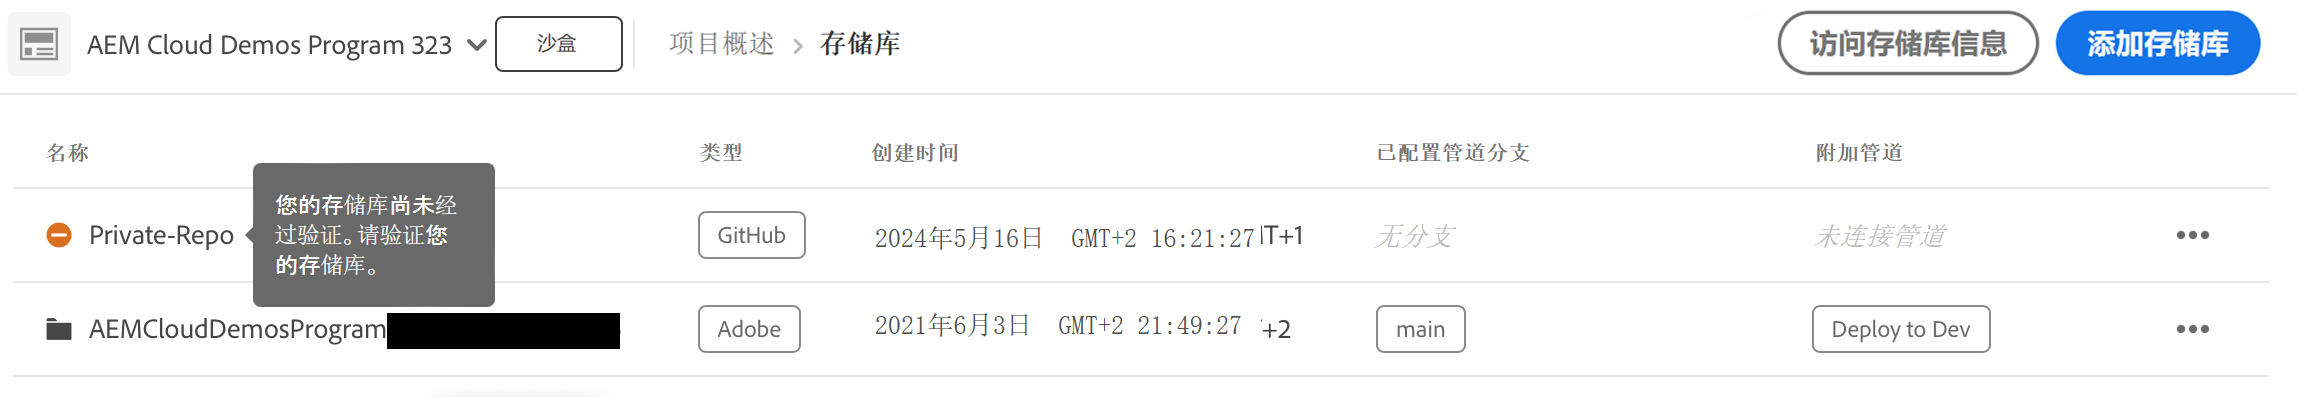 AEM Cloud Demos Program 323 沙盒 项目概述 > 存储库 访问存储库信息 添加存储库
名称 类型 创建时间 已配置管道分支 附加管道
您的存储库尚未经
过验证。请验证您
的存储库。
Private-Repo GitHub 2024年5月16日 GMT+2 16:21:27 T+1 无分支 未连接管道 •••
AEMCloudDemosProgram Adobe 2021年6月3日 GMT+2 21:49:27 +2 main Deploy to Dev •••